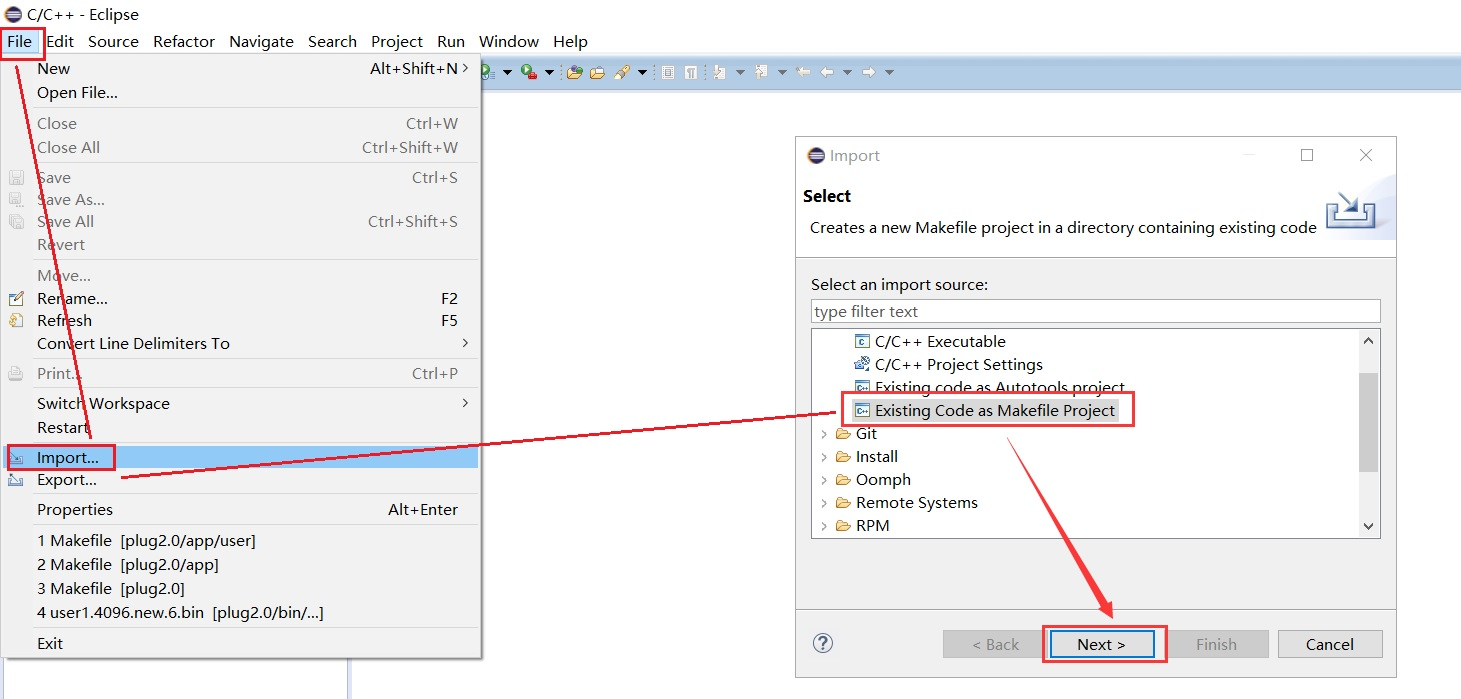 C/C++ - Eclipse
File Edit Source Refactor Navigate Search Project Run Window Help
New Alt+Shift+N
Open File...
Close Ctrl+W
Close All Ctrl+Shift+W
Save Ctrl+S
Save As...
Save All Ctrl+Shift+S
Revert
Move...
Rename... F2
Refresh F5
Convert Line Delimiters To
Print... Ctrl+P
Switch Workspace
Restart
Import...
Export...
Properties Alt+Enter
1 Makefile [plug2.0/app/user]
2 Makefile [plug2.0/app]
3 Makefile [plug2.0]
4 user1.4096.new.6.bin [plug2.0/bin/...]
Exit
Import
Select
Creates a new Makefile project in a directory containing existing code
Select an import source:
type filter text
C/C++ Executable
C/C++ Project Settings
Existing code as Autotools project
Existing Code as Makefile Project
Git
Install
Oomph
Remote Systems
RPM
< Back Next > Finish Cancel